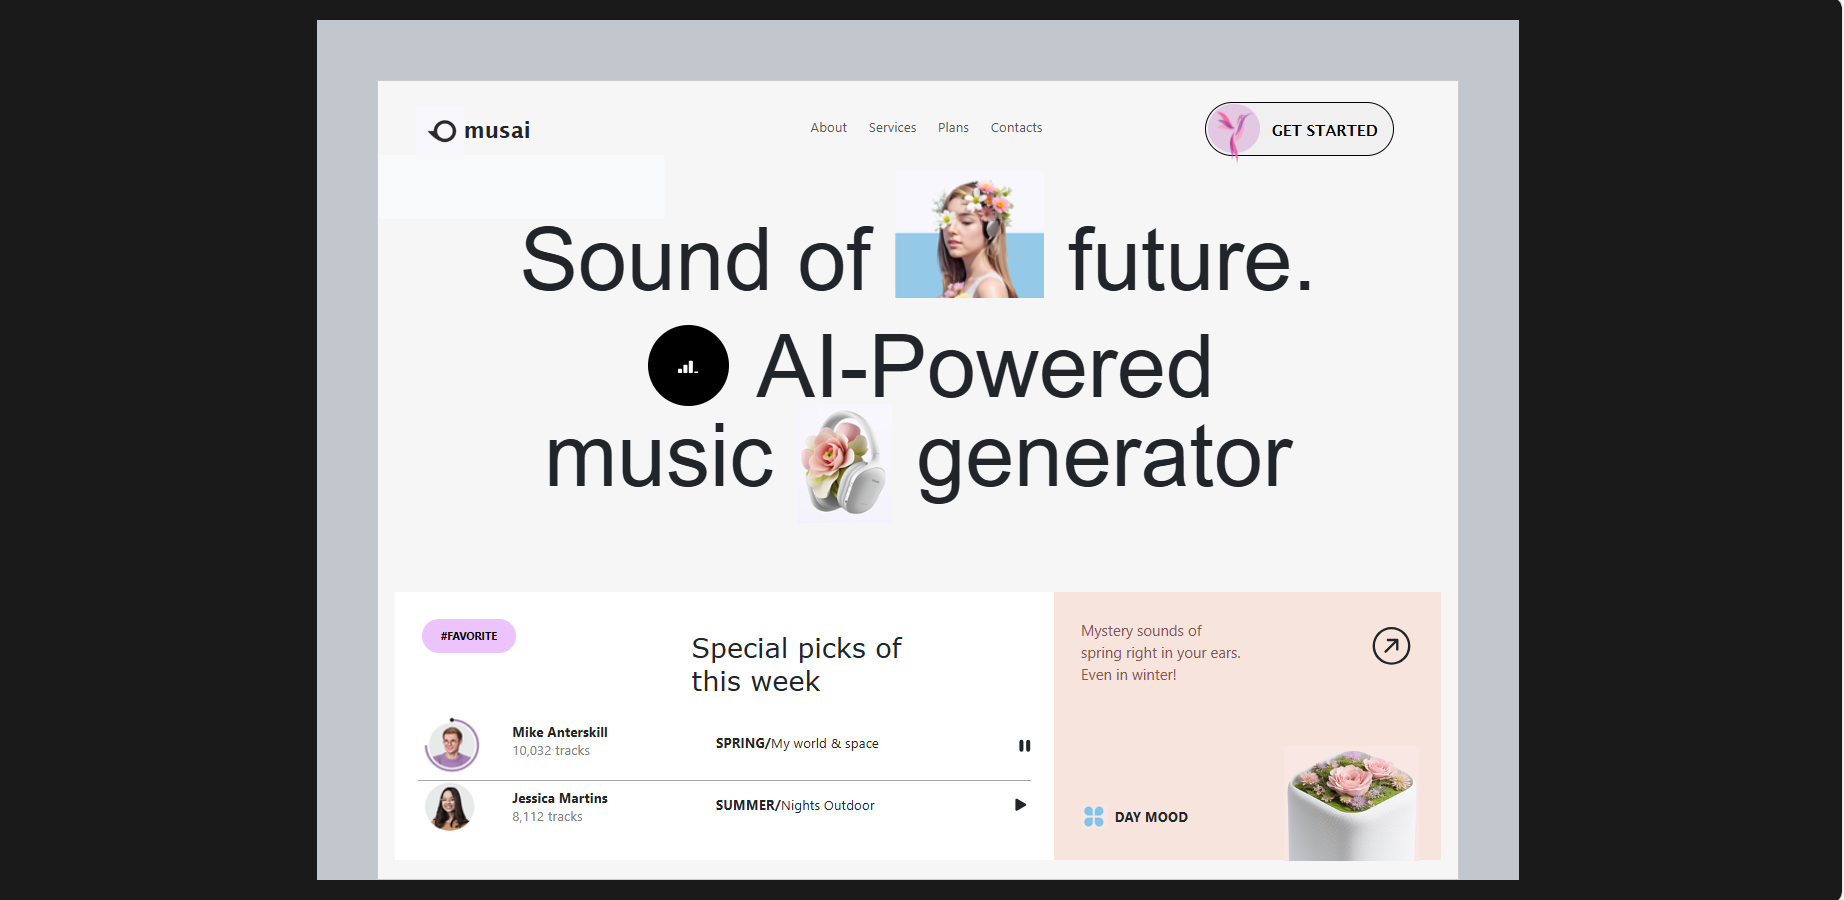 musai
About Services Plans Contacts
GET STARTED
Sound of future.
AI-Powered
music generator
#FAVORITE
Special picks of
this week
Mike Anterskill
10,032 tracks
SPRING/My world & space
Jessica Martins
8,112 tracks
SUMMER/Nights Outdoor
Mystery sounds of
spring right in your ears.
Even in winter!
DAY MOOD